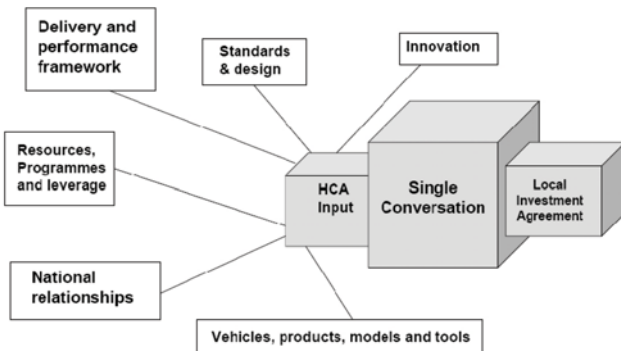 Delivery and
performance
framework
Standards
& design
Innovation
Resources,
Programmes
and leverage
HCA
Input
Single
Conversation
Local
Investment
Agreement
National
relationships
Vehicles, products, models and tools